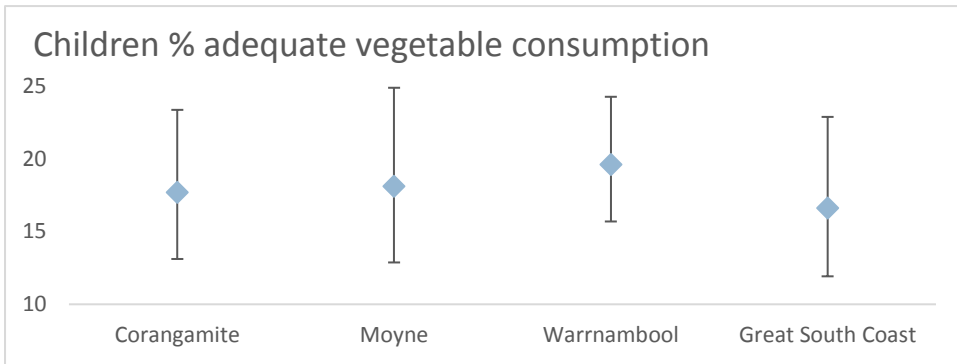 Children % adequate vegetable consumption
25
20
15
10
Corangamite Moyne Warrnambool Great South Coast